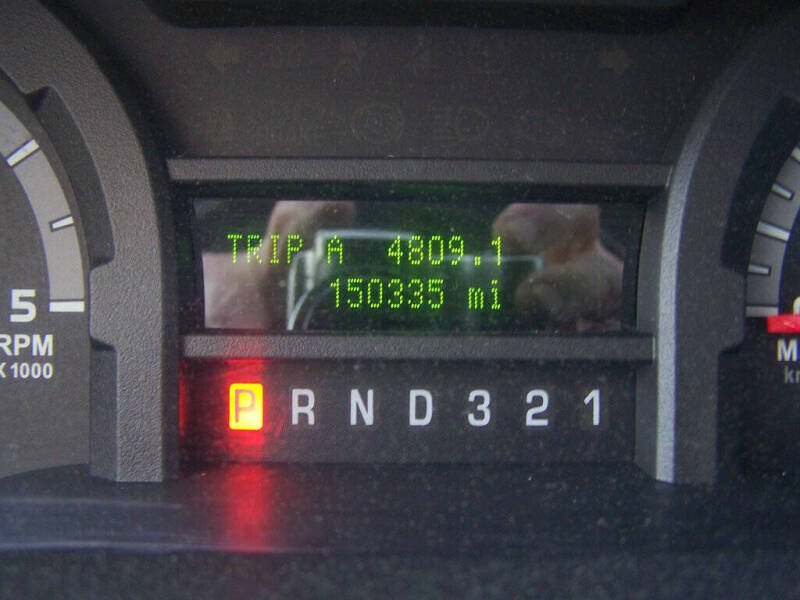 TRIP A 4809.1
150335 mi
P R N D 3 2 1
5
RPM
X 1000